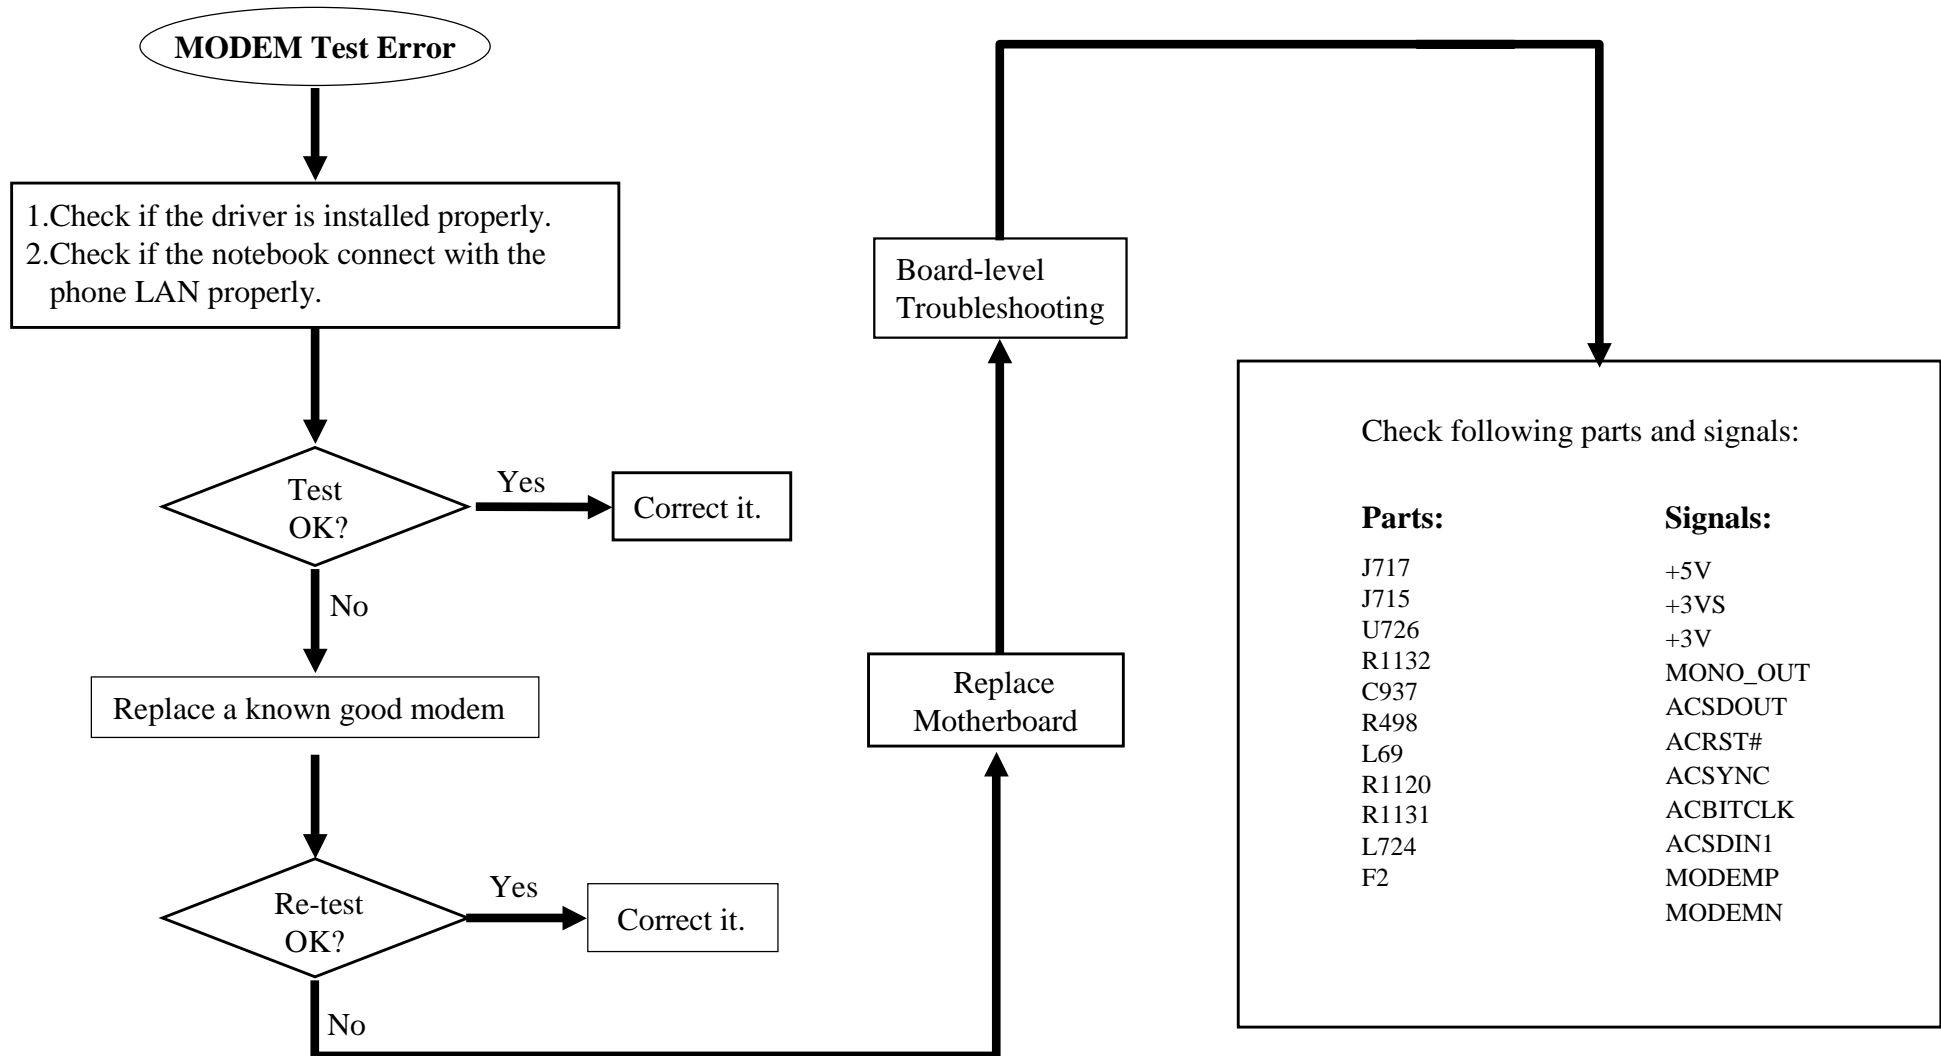 MODEM Test Error
1.Check if the driver is installed properly.
2.Check if the notebook connect with the
phone LAN properly.
Test
OK?
Yes
Correct it.
No
Replace a known good modem
Re-test
OK?
Yes
Correct it.
No
Replace
Motherboard
Board-level
Troubleshooting
Check following parts and signals:
Parts:
J717
J715
U726
R1132
C937
R498
L69
R1120
R1131
L724
F2
Signals:
+5V
+3VS
+3V
MONO_OUT
ACSDOUT
ACRST#
ACSYNC
ACBITCLK
ACSDIN1
MODEMP
MODEMN